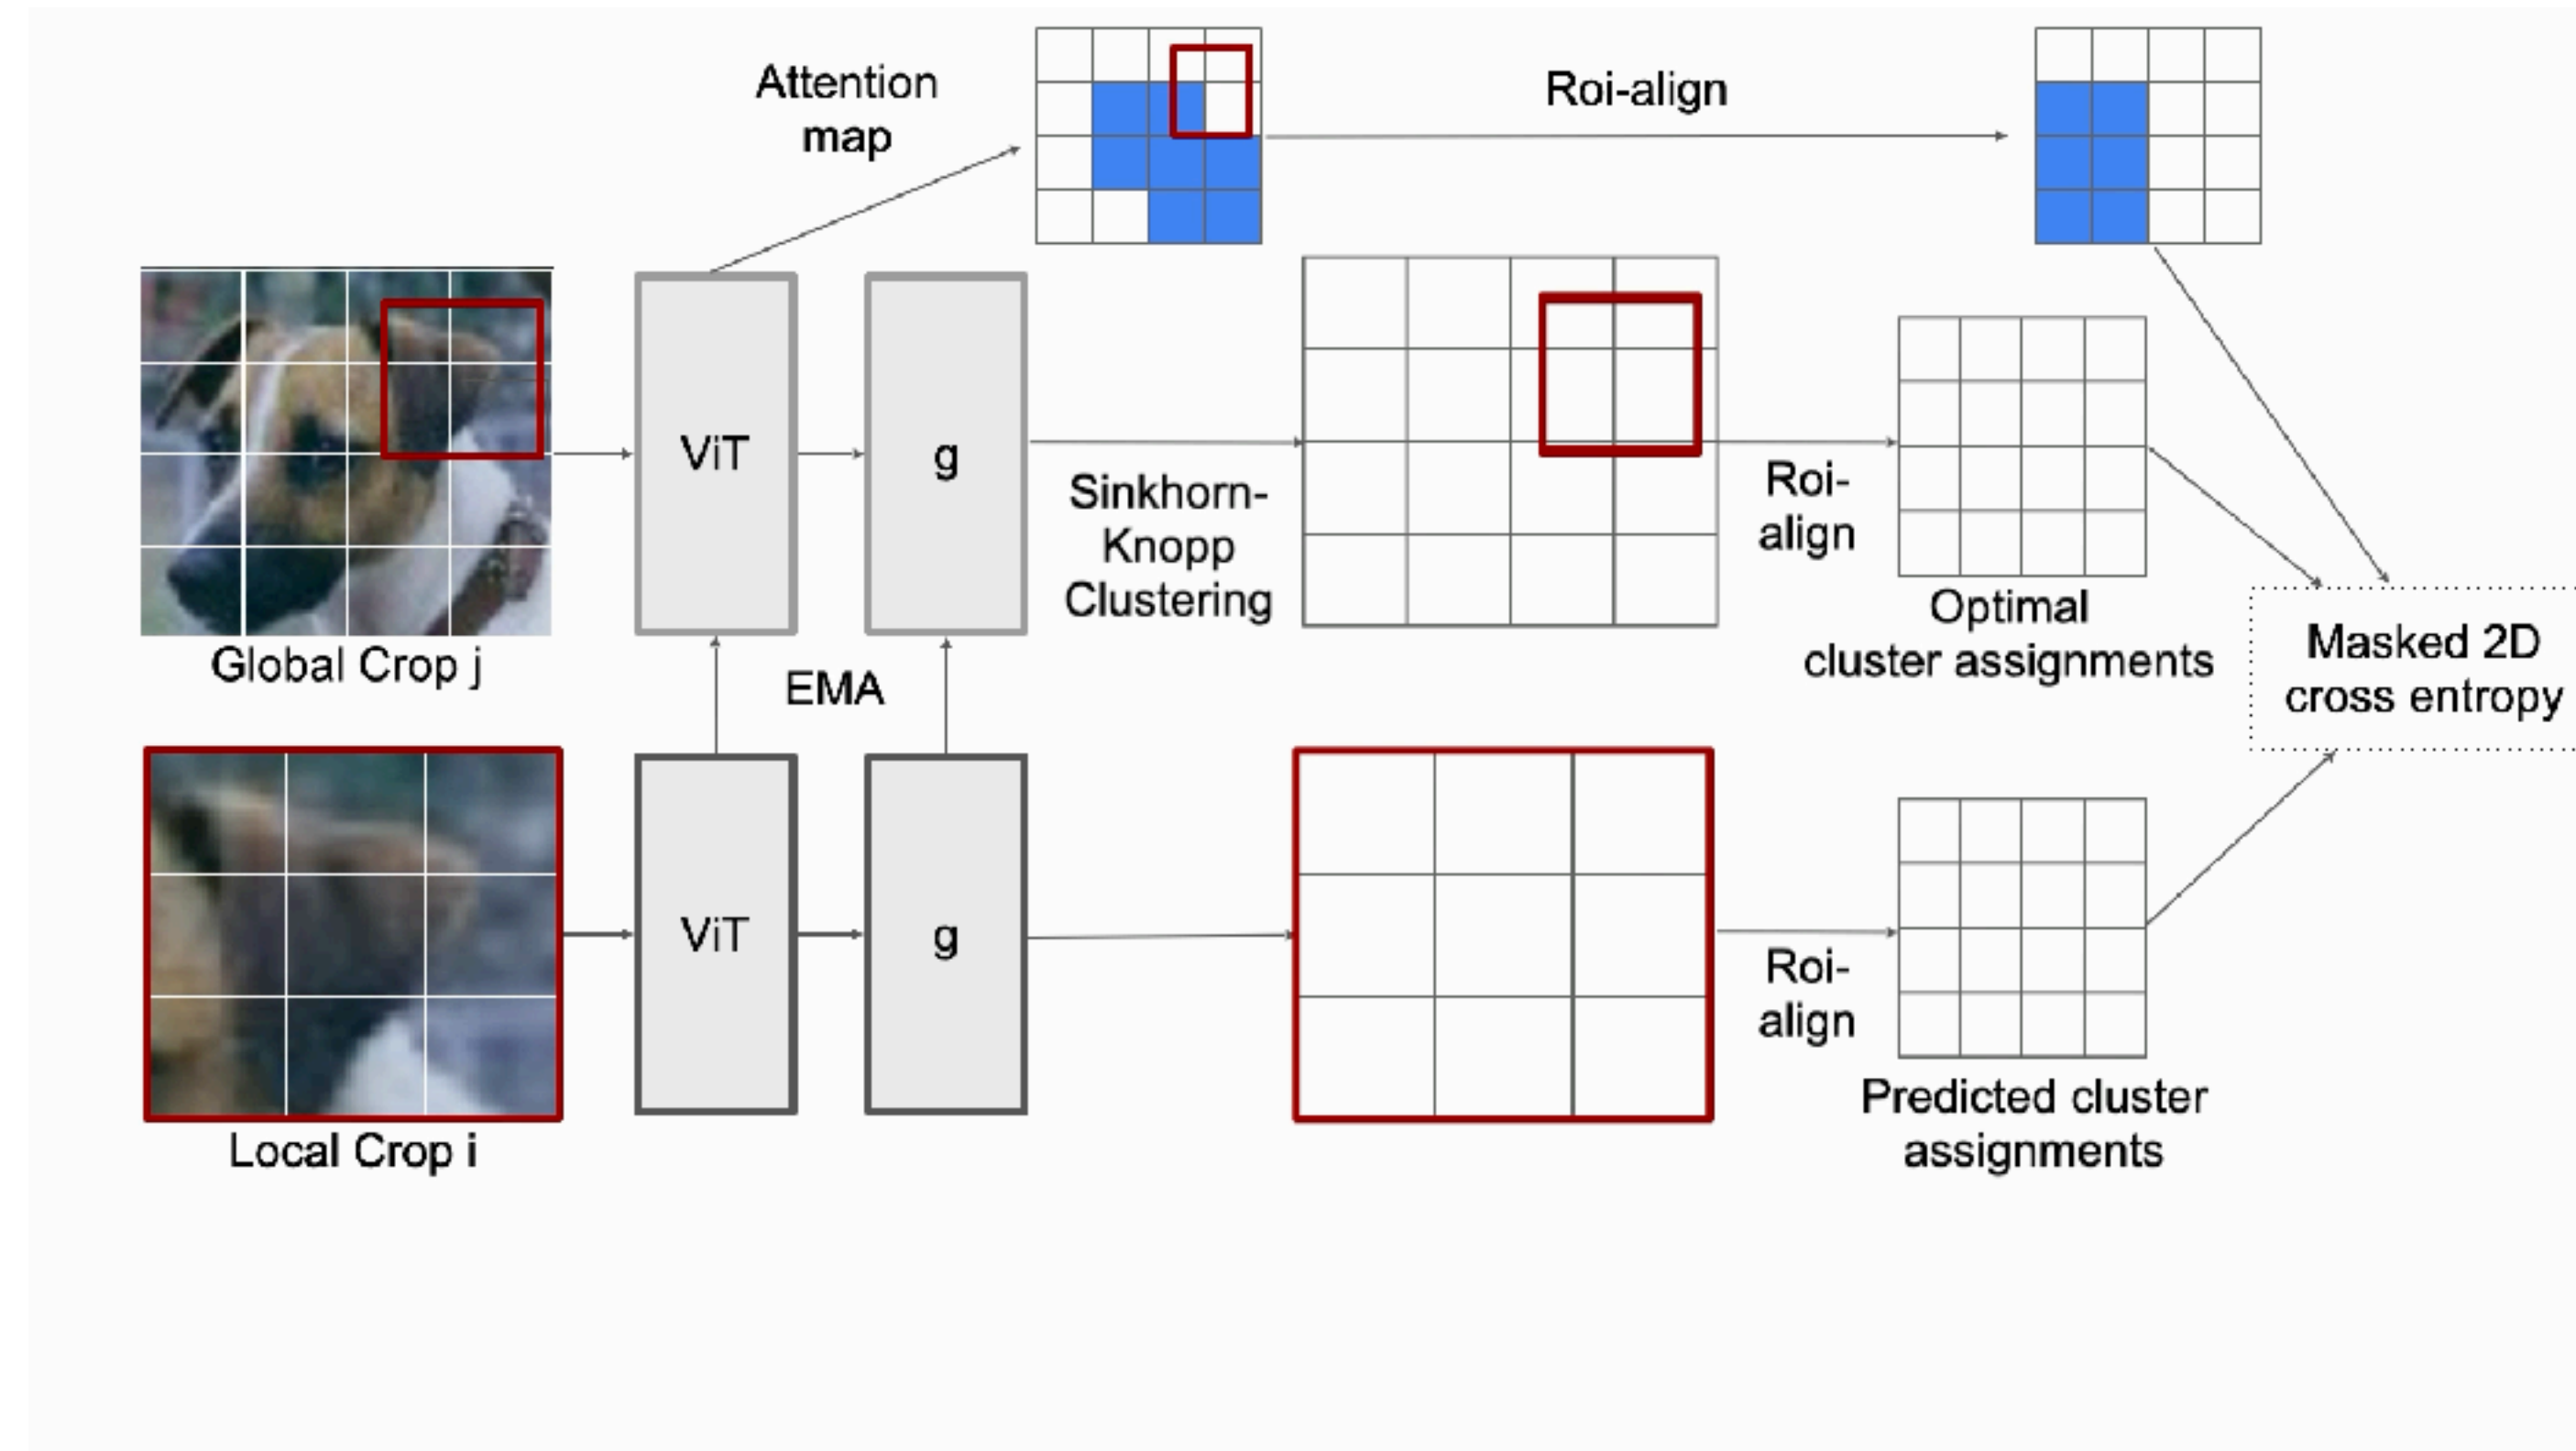 Attention
map
Roi-align
ViT
g
Sinkhorn-
Knopp
Clustering
Roi-
align
Optimal
cluster assignments
Masked 2D
cross entropy
Global Crop j
EMA
ViT
g
Roi-
align
Predicted cluster
assignments
Local Crop i